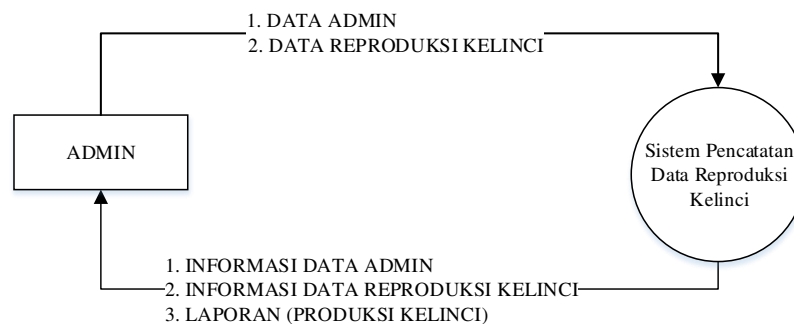 1. DATA ADMIN
2. DATA REPRODUKSI KELINCI
ADMIN
Sistem Pencatatan
Data Reproduksi
Kelinci
1. INFORMASI DATA ADMIN
2. INFORMASI DATA REPRODUKSI KELINCI
3. LAPORAN (PRODUKSI KELINCI)